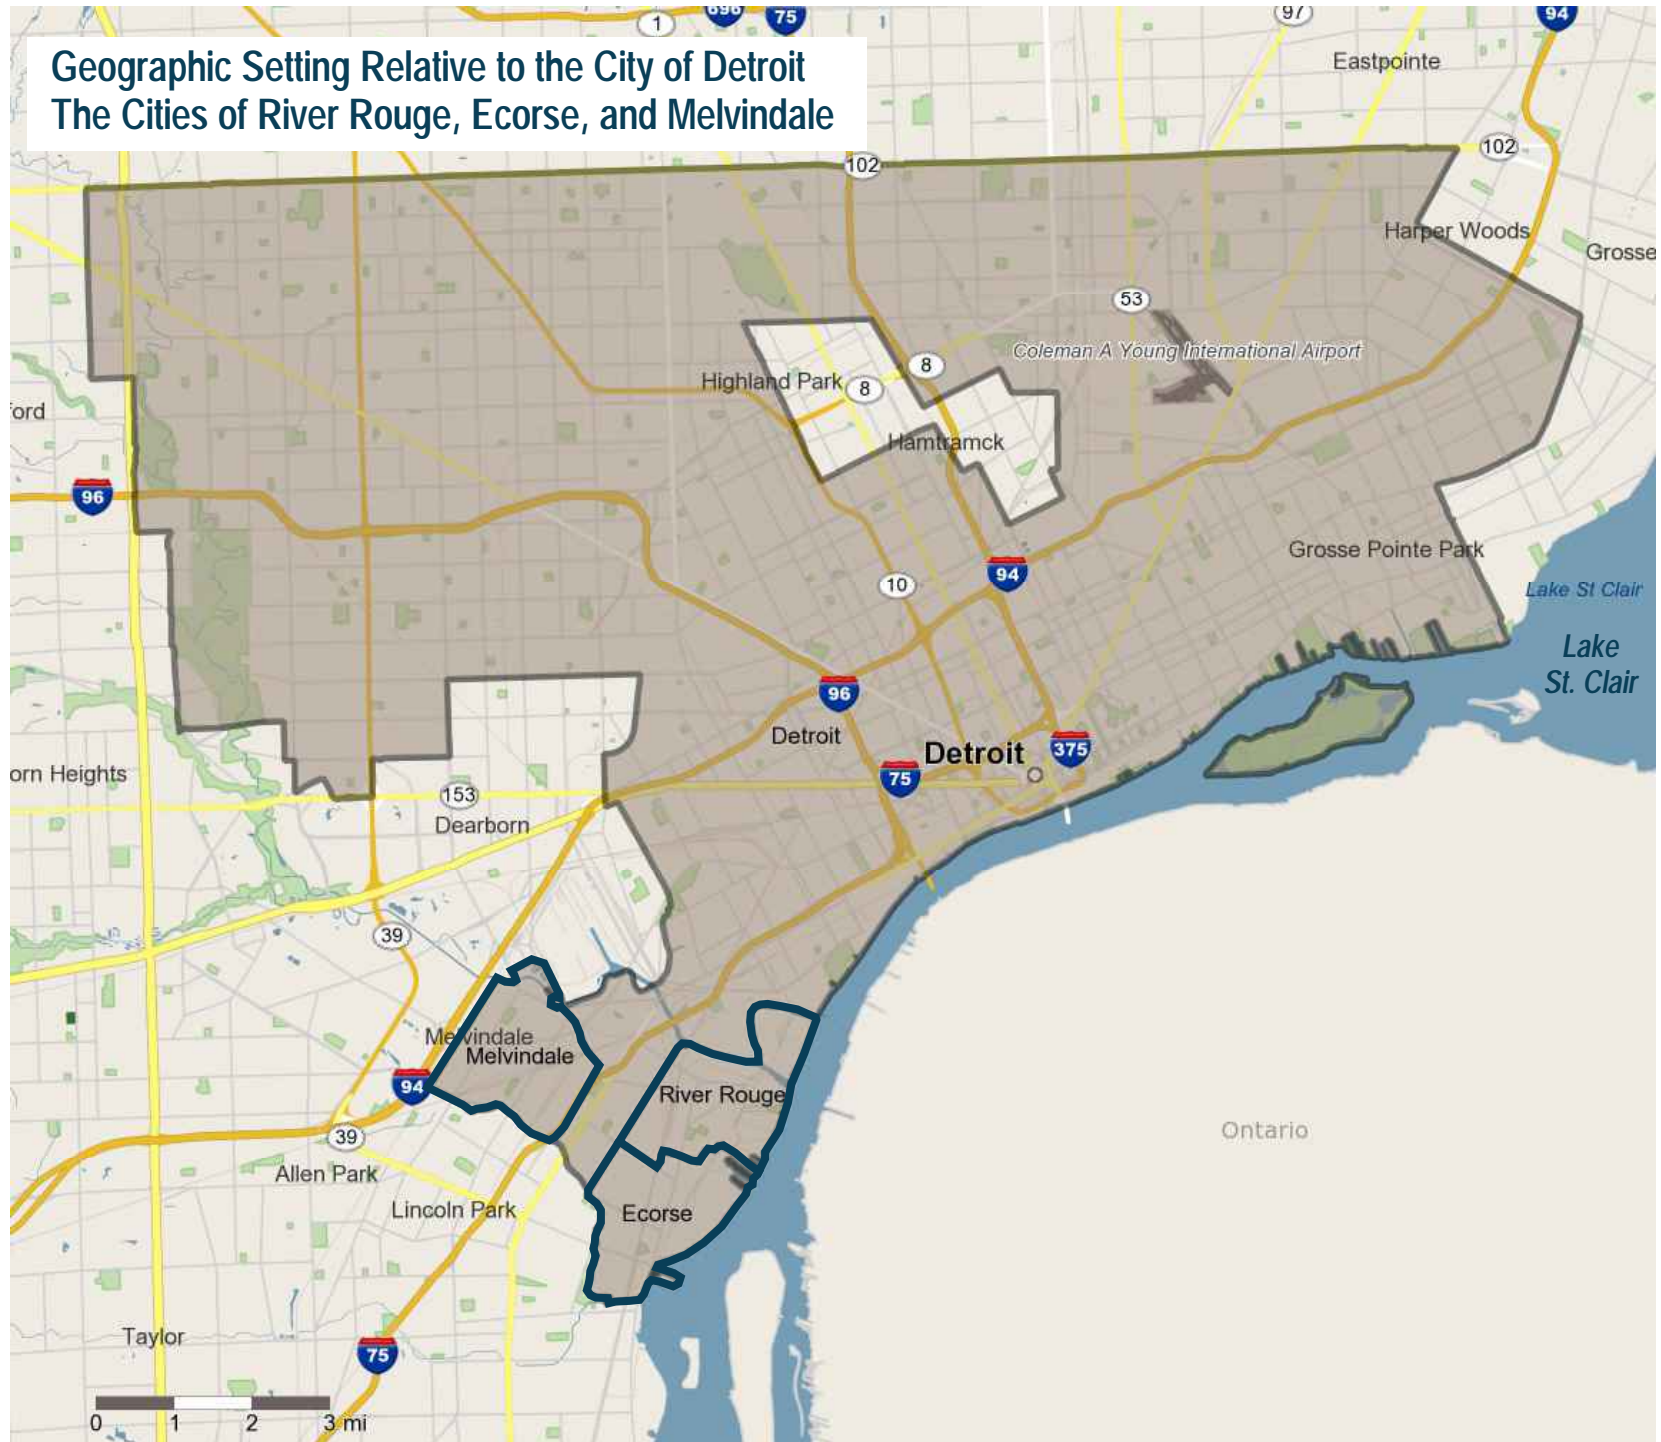 1
696
75
97
94
Eastpointe
Geographic Setting Relative to the City of Detroit
The Cities of River Rouge, Ecorse, and Melvindale
102
102
Harper Woods
Grosse
53
Coleman A Young International Airport
8
Highland Park
8
ford
Hamtramck
96
Grosse Pointe Park
94
10
Lake St Clair
Lake
St. Clair
96
Detroit
Detroit
375
75
orn Heights
153
Dearborn
39
Melvindale
Melvindale
94
River Rouge
Ontario
39
Allen Park
Lincoln Park
Ecorse
Taylor
75
0 1 2 3 mi